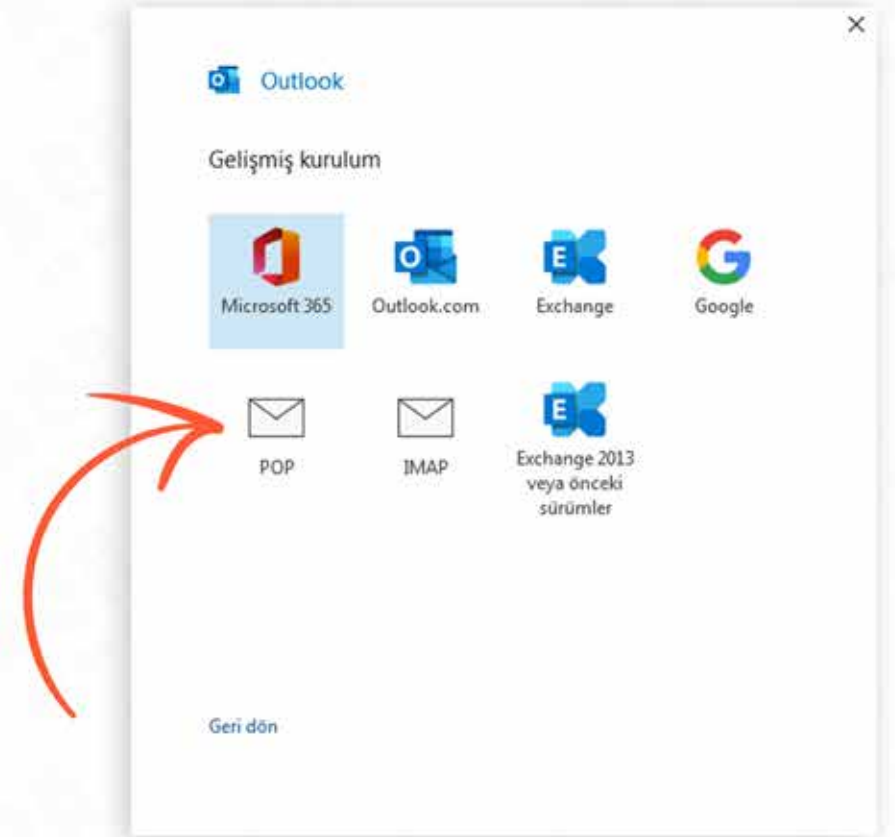 Outlook
Gelişmiş kurulum
Microsoft 365
Outlook.com
Exchange
Google
POP
IMAP
Exchange 2013
veya önceki
sürümler
Geri dön